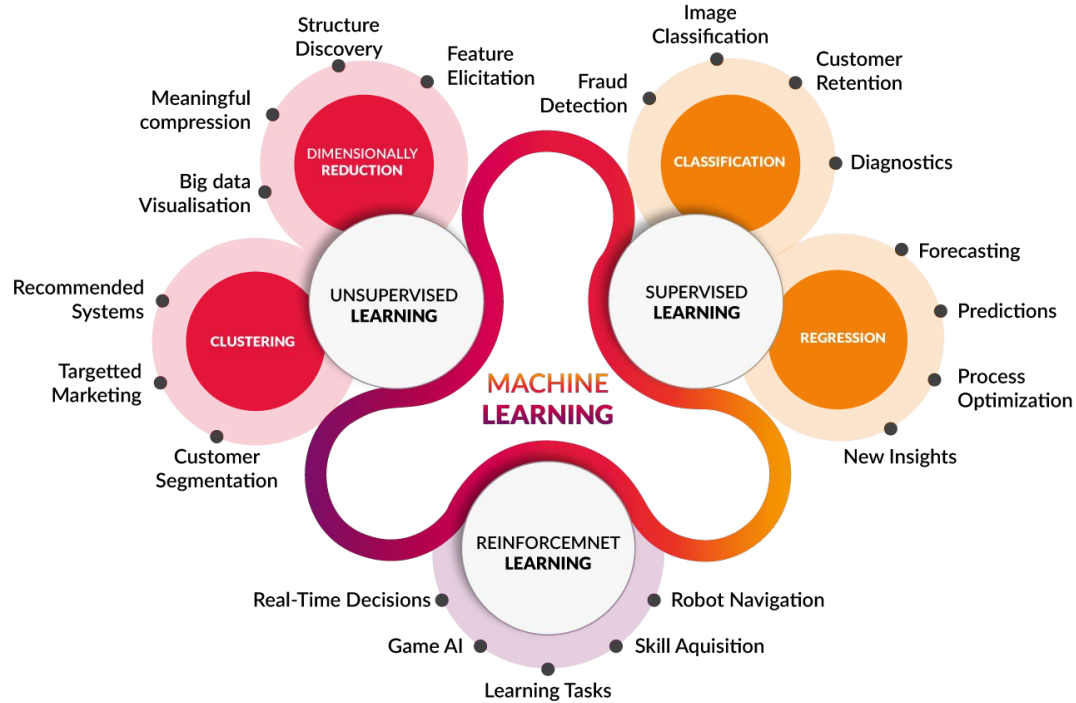 Structure
Discovery
Feature
Elicitation
Meaningful
compression
Big data
Visualisation
DIMENSIONALLY
REDUCTION
Recommended
Systems
Targetted
Marketing
Customer
Segmentation
CLUSTERING
UNSUPERVISED
LEARNING
Image
Classification
Fraud
Detection
Customer
Retention
Diagnostics
CLASSIFICATION
SUPERVISED
LEARNING
Forecasting
Predictions
Process
Optimization
New Insights
REGRESSION
MACHINE
LEARNING
REINFORCEMNET
LEARNING
Real-Time Decisions
Game AI
Learning Tasks
Skill Aquisition
Robot Navigation